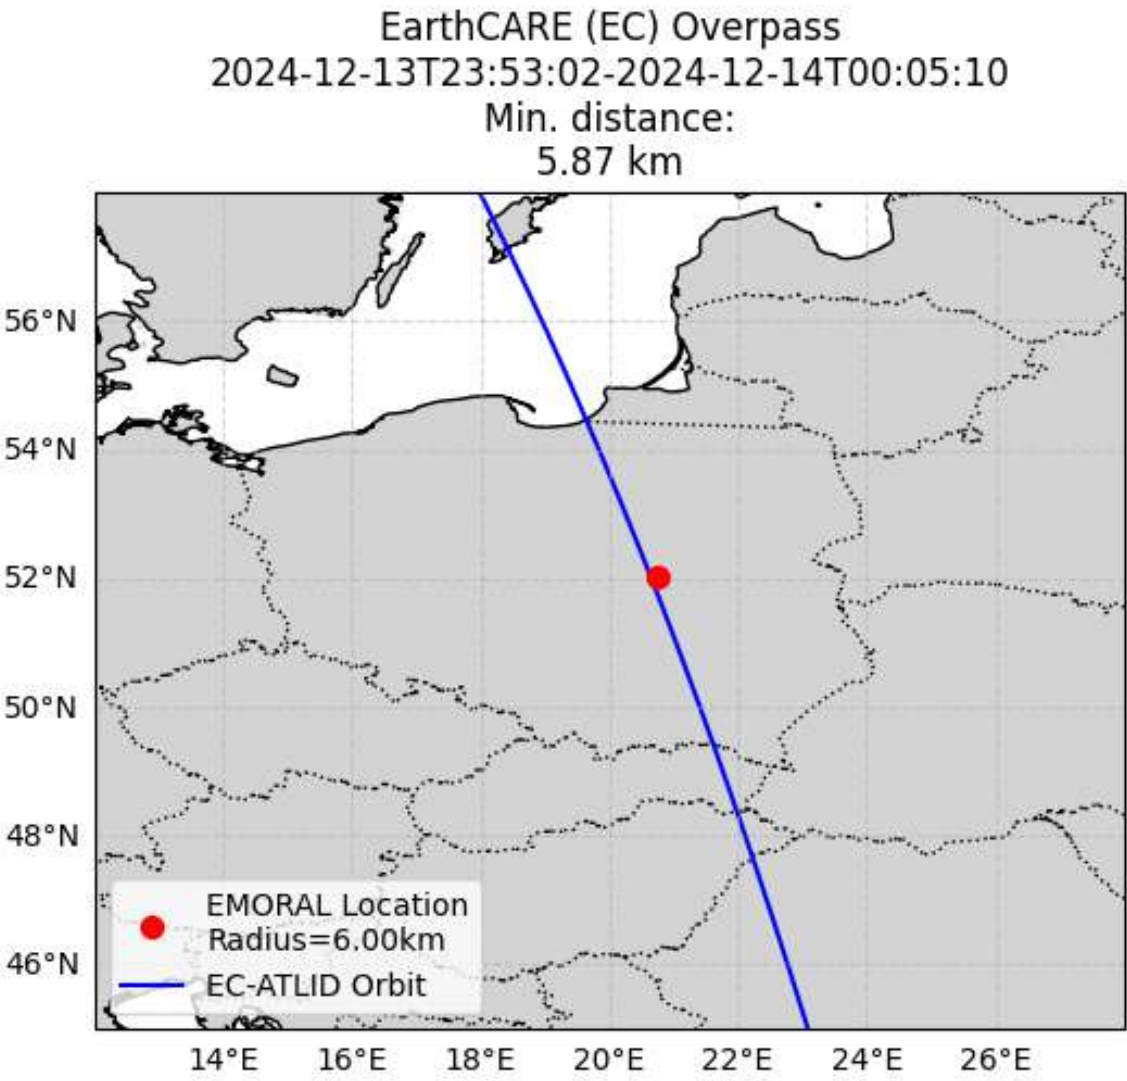 EarthCARE (EC) Overpass
2024-12-13T23:53:02-2024-12-14T00:05:10
Min. distance:
5.87 km
56°N
54°N
52°N
50°N
48°N
46°N
EMORAL Location
Radius=6.00km
EC-ATLID Orbit
14°E 16°E 18°E 20°E 22°E 24°E 26°E